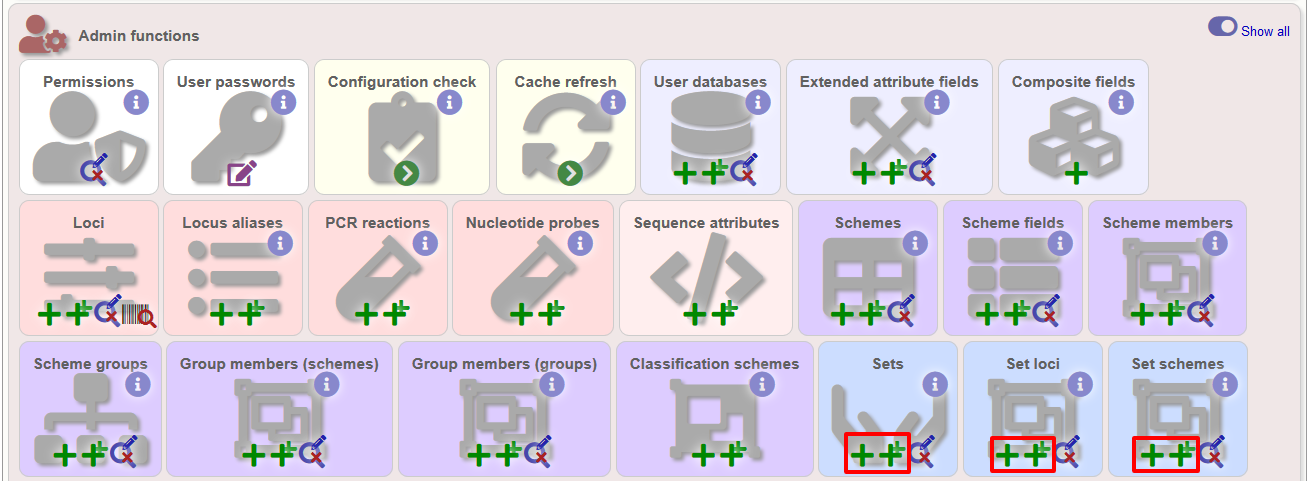 Admin functions
Show all
Permissions
User passwords
Configuration check
Cache refresh
User databases
Extended attribute fields
Composite fields
Loci
Locus aliases
PCR reactions
Nucleotide probes
Sequence attributes
Schemes
Scheme fields
Scheme members
Scheme groups
Group members (schemes)
Group members (groups)
Classification schemes
Sets
Set loci
Set schemes